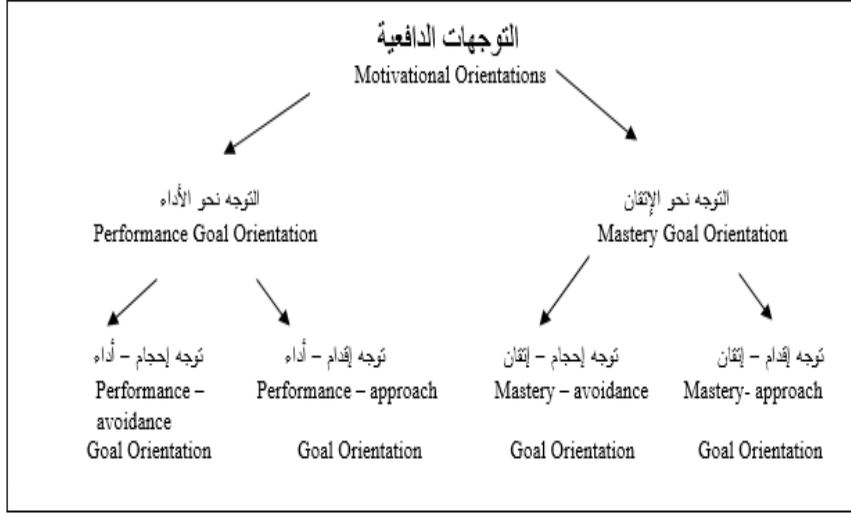 التوجهات الدافعية
Motivational Orientations
التوجه نحو الإتقان
Mastery Goal Orientation
التوجه نحو الأداء
Performance Goal Orientation
توجه إقدام – إتقان
Mastery- approach
Goal Orientation
توجه إحجام – إتقان
Mastery – avoidance
Goal Orientation
توجه إقدام – أداء
Performance – approach
Goal Orientation
توجه إحجام – أداء
Performance –
avoidance
Goal Orientation